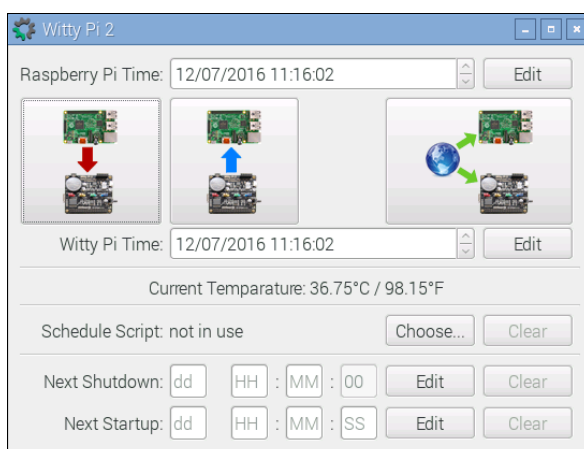 Witty Pi 2
Raspberry Pi Time: 12/07/2016 11:16:02 Edit
Witty Pi Time: 12/07/2016 11:16:02 Edit
Current Temparature: 36.75°C / 98.15°F
Schedule Script: not in use Choose... Clear
Next Shutdown: dd HH : MM : 00 Edit Clear
Next Startup: dd HH : MM : SS Edit Clear